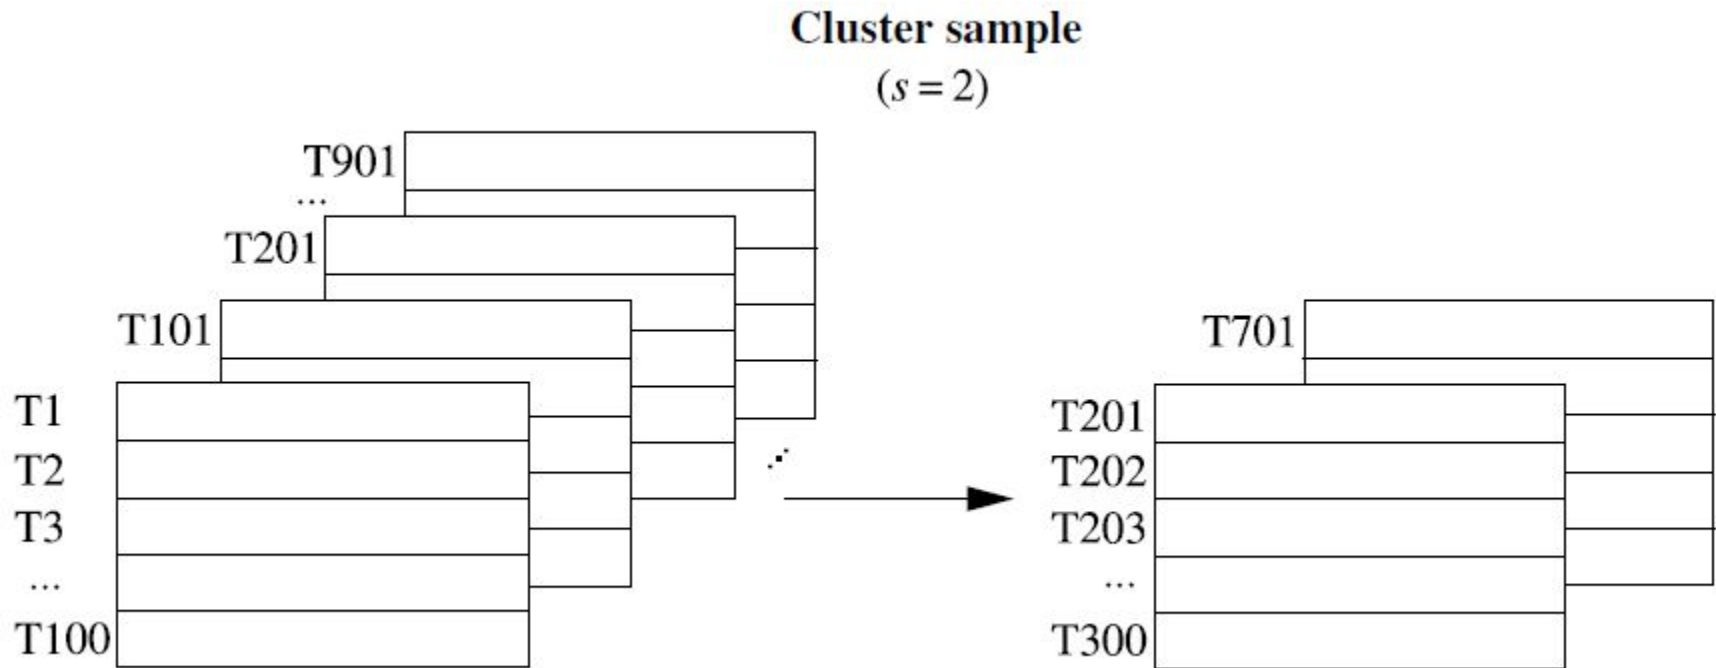 Cluster sample
(s = 2)
T901
...
T201
T101
T1
T2
T3
...
T100
T701
T201
T202
T203
...
T300